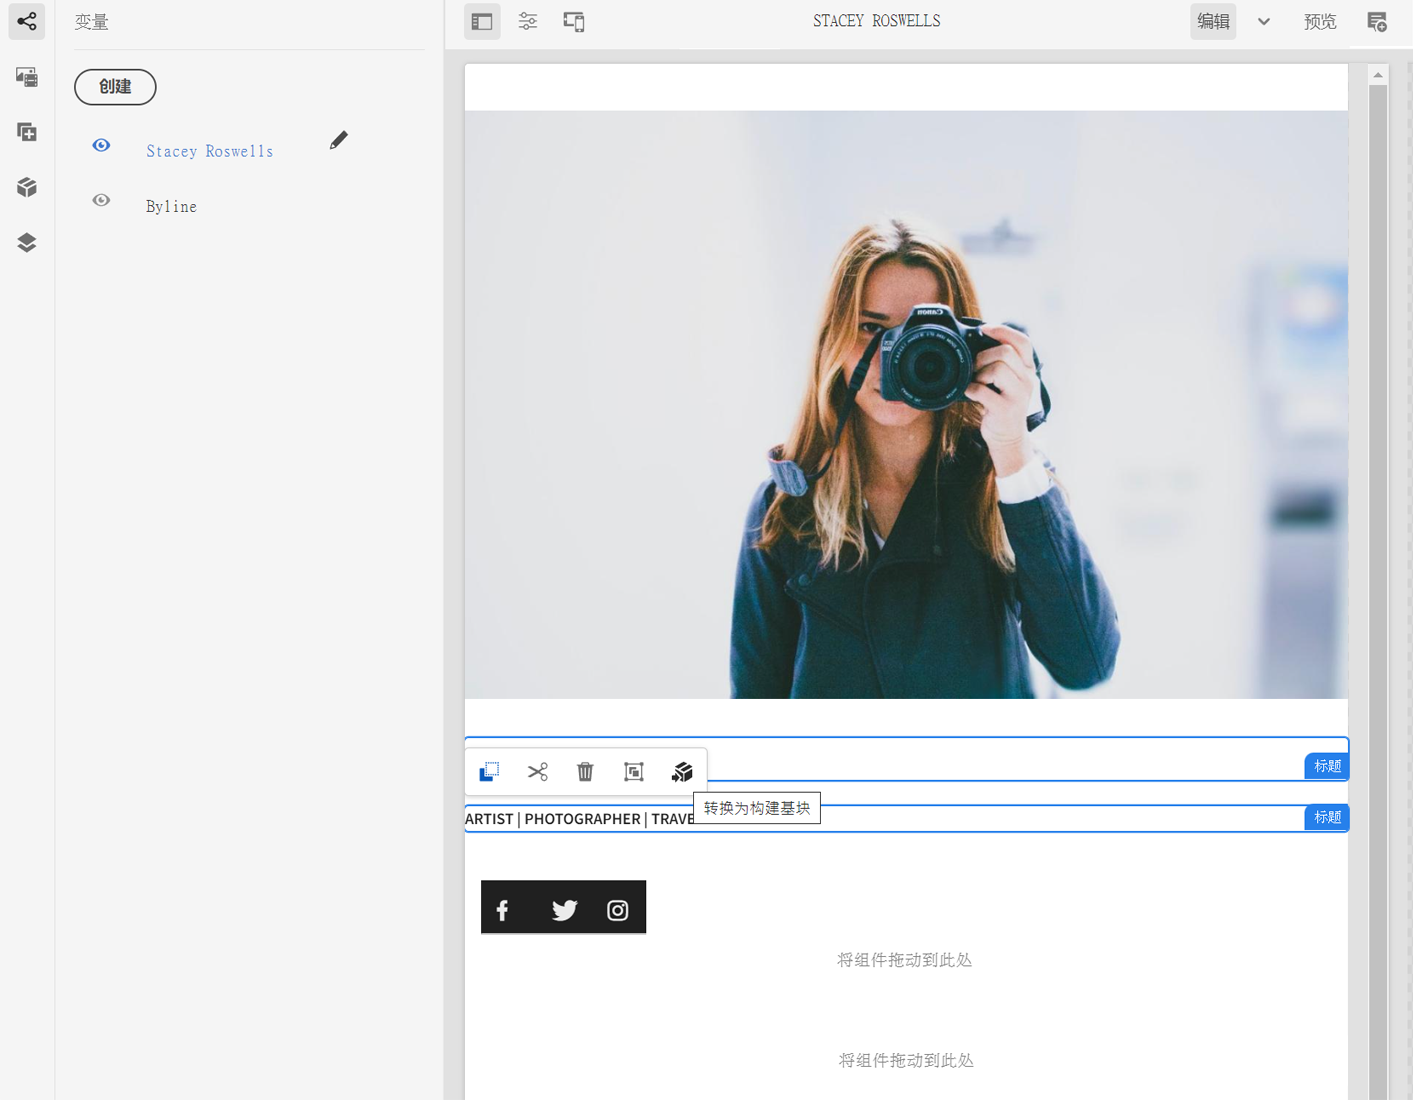 变量
STACEY ROSWELLS
编辑
预览
创建
Stacey Roswells
Byline
Canon
标题
转换为构建基块
ARTIST | PHOTOGRAPHER | TRAVE
标题
将组件拖动到此处
将组件拖动到此处